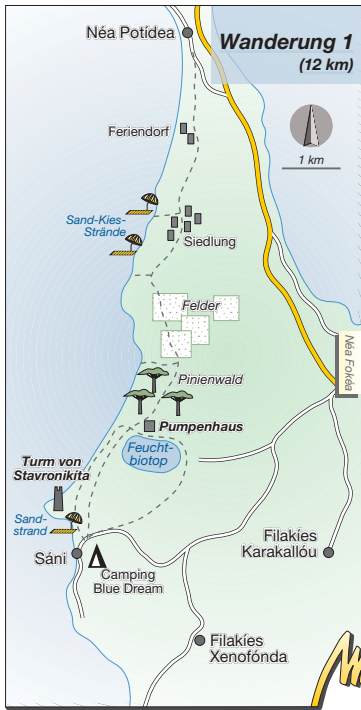 Néa Potídea
Wanderung 1
(12 km)
Feriendorf
1 km
Sand-Kies-
Strände
Siedlung
Felder
Néa Fokéa
Pinienwald
Pumpenhaus
Feucht-
biotop
Turm von
Stavronikíta
Sand-
strand
Sáni
Camping
Blue Dream
Filakíes
Karakallóu
Filakíes
Xenofónda